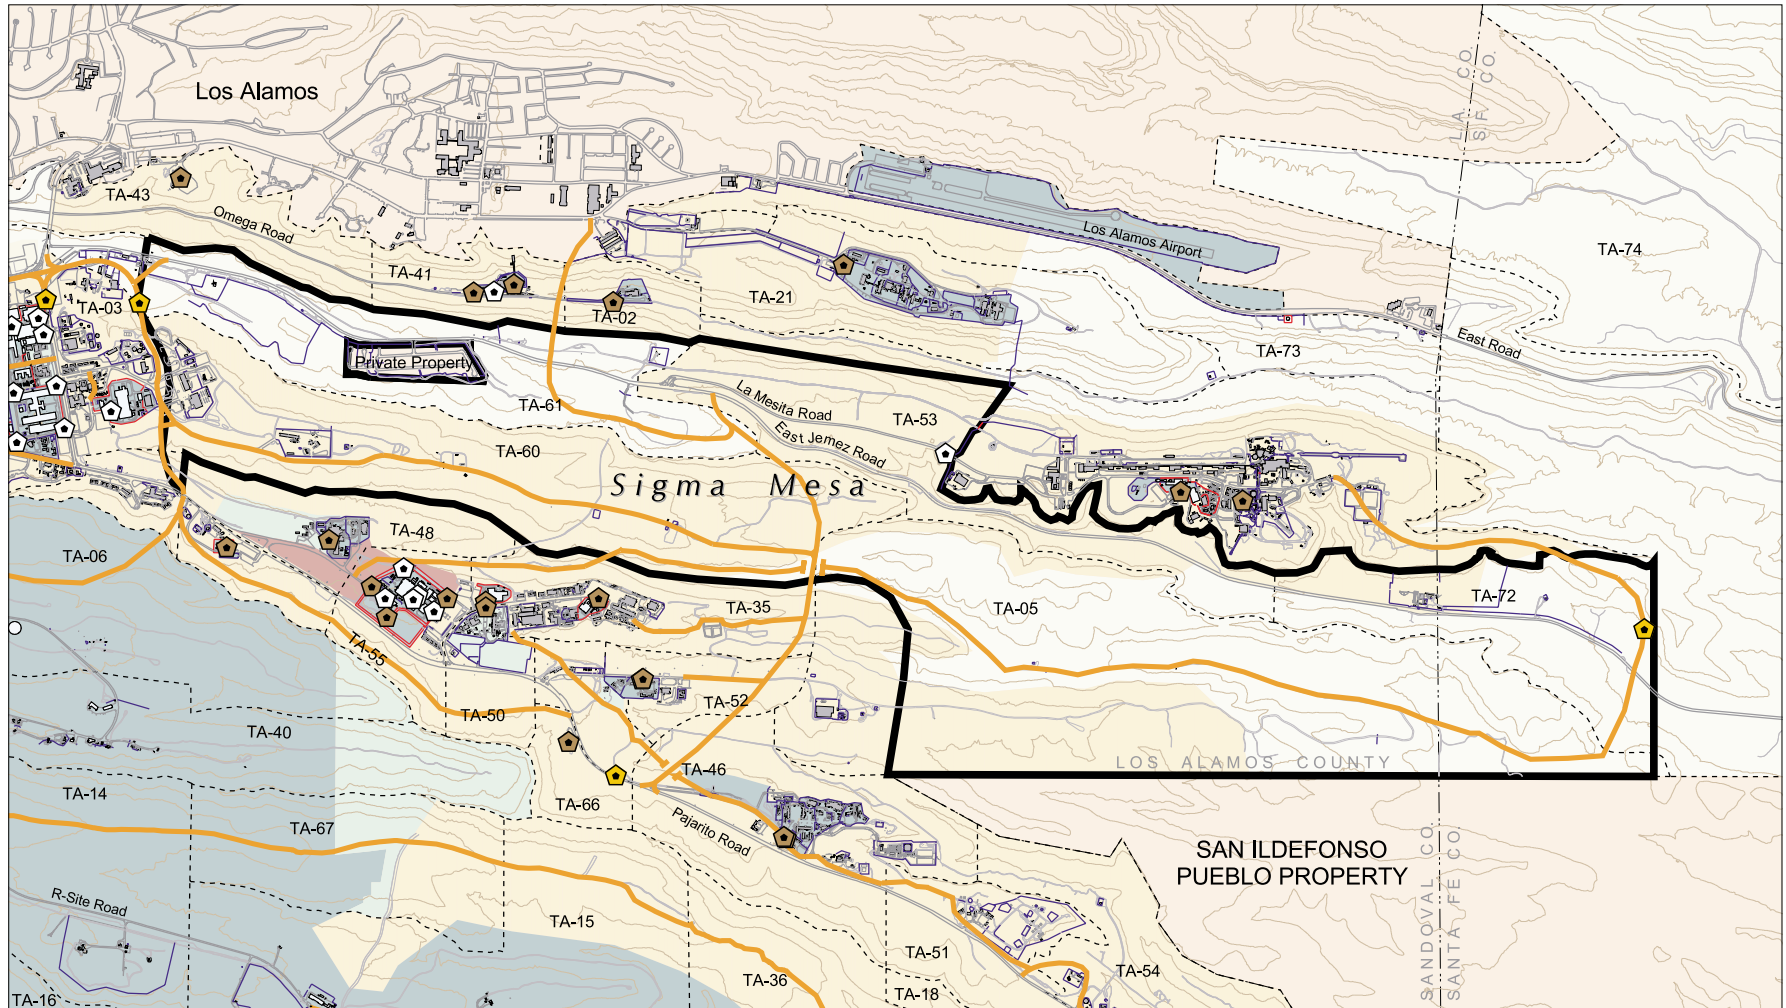 Los Alamos
LA CO.
SF CO.
TA-43
Omega Road
Los Alamos Airport
TA-74
TA-41
TA-21
TA-03
TA-02
East Road
TA-73
Private Property
La Mesita Road
TA-61
TA-53
East Jemez Road
TA-60
Sigma Mesa
TA-48
TA-06
TA-35
TA-05
TA-72
TA-55
TA-52
TA-50
TA-40
LOS ALAMOS COUNTY
TA-46
TA-14
TA-66
TA-67
Pajarito Road
SAN ILDEFONSO
PUEBLO PROPERTY
SANDOVAL CO.
SANTA FE CO.
R-Site Road
TA-15
TA-51
TA-54
TA-36
TA-18
TA-16